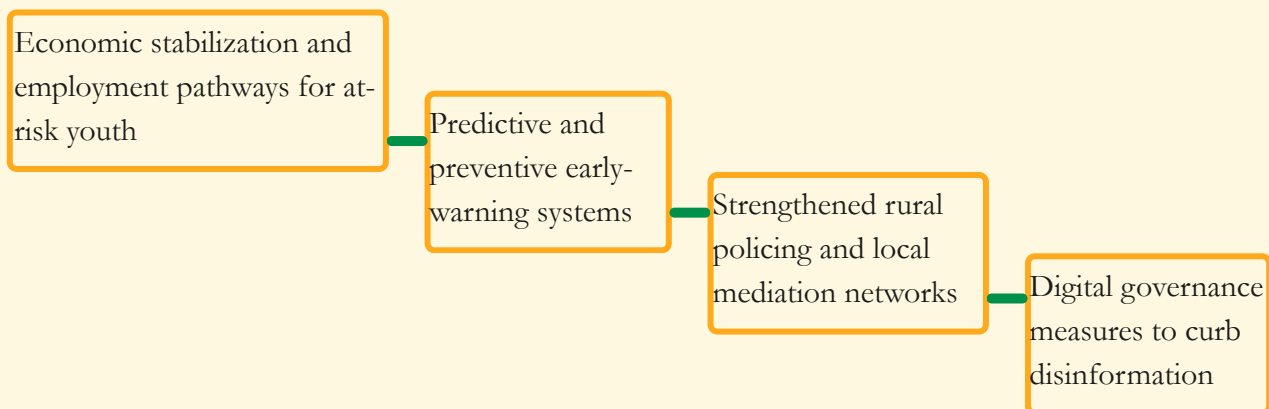 Economic stabilization and
employment pathways for at-
risk youth
Predictive and
preventive early-
warning systems
Strengthened rural
policing and local
mediation networks
Digital governance
measures to curb
disinformation